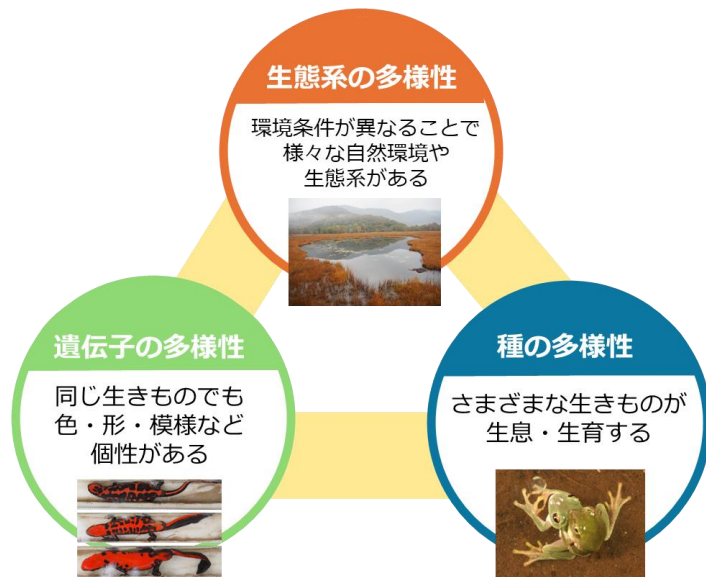 生態系の多様性
環境条件が異なることで
様々な自然環境や
生態系がある
遺伝子の多様性
同じ生きものでも
色・形・模様など
個性がある
種の多様性
さまざまな生きものが
生息・生育する